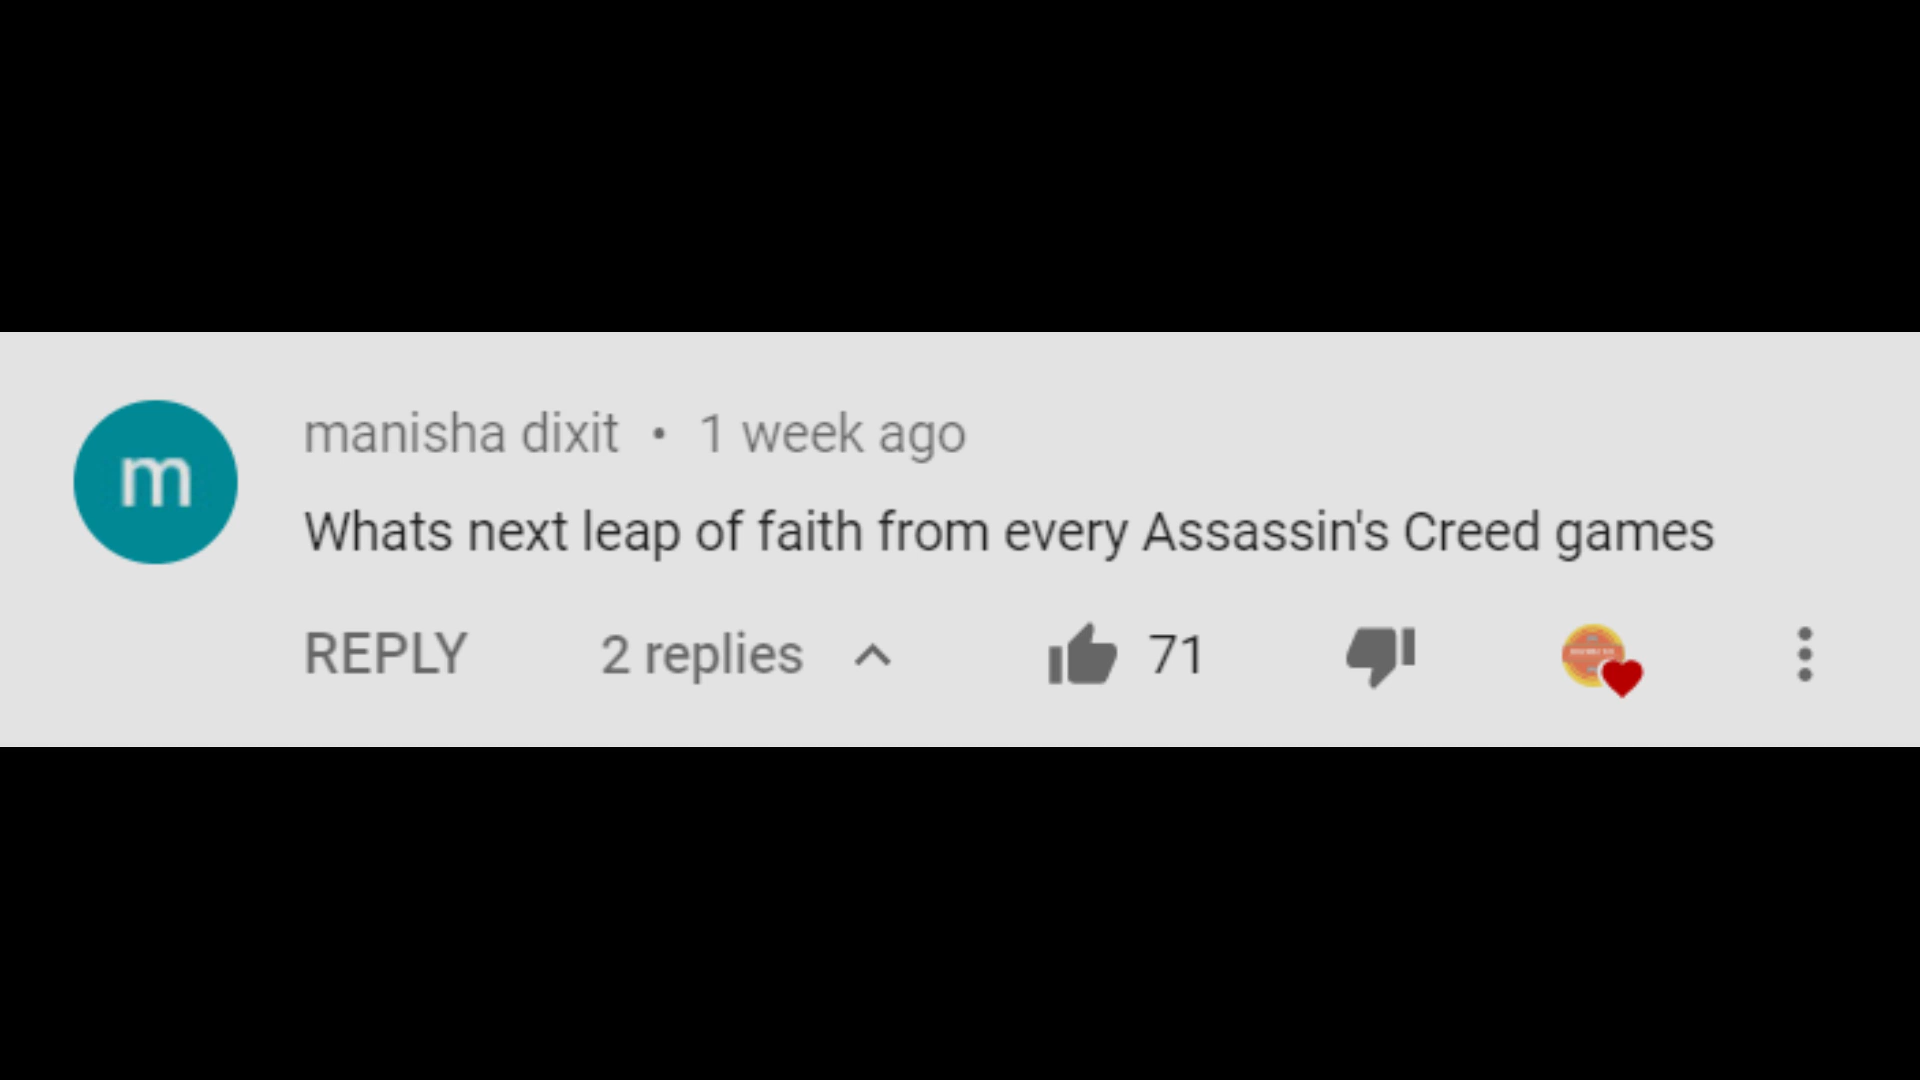 m
manisha dixit • 1 week ago
Whats next leap of faith from every Assassin's Creed games
REPLY 2 replies 71